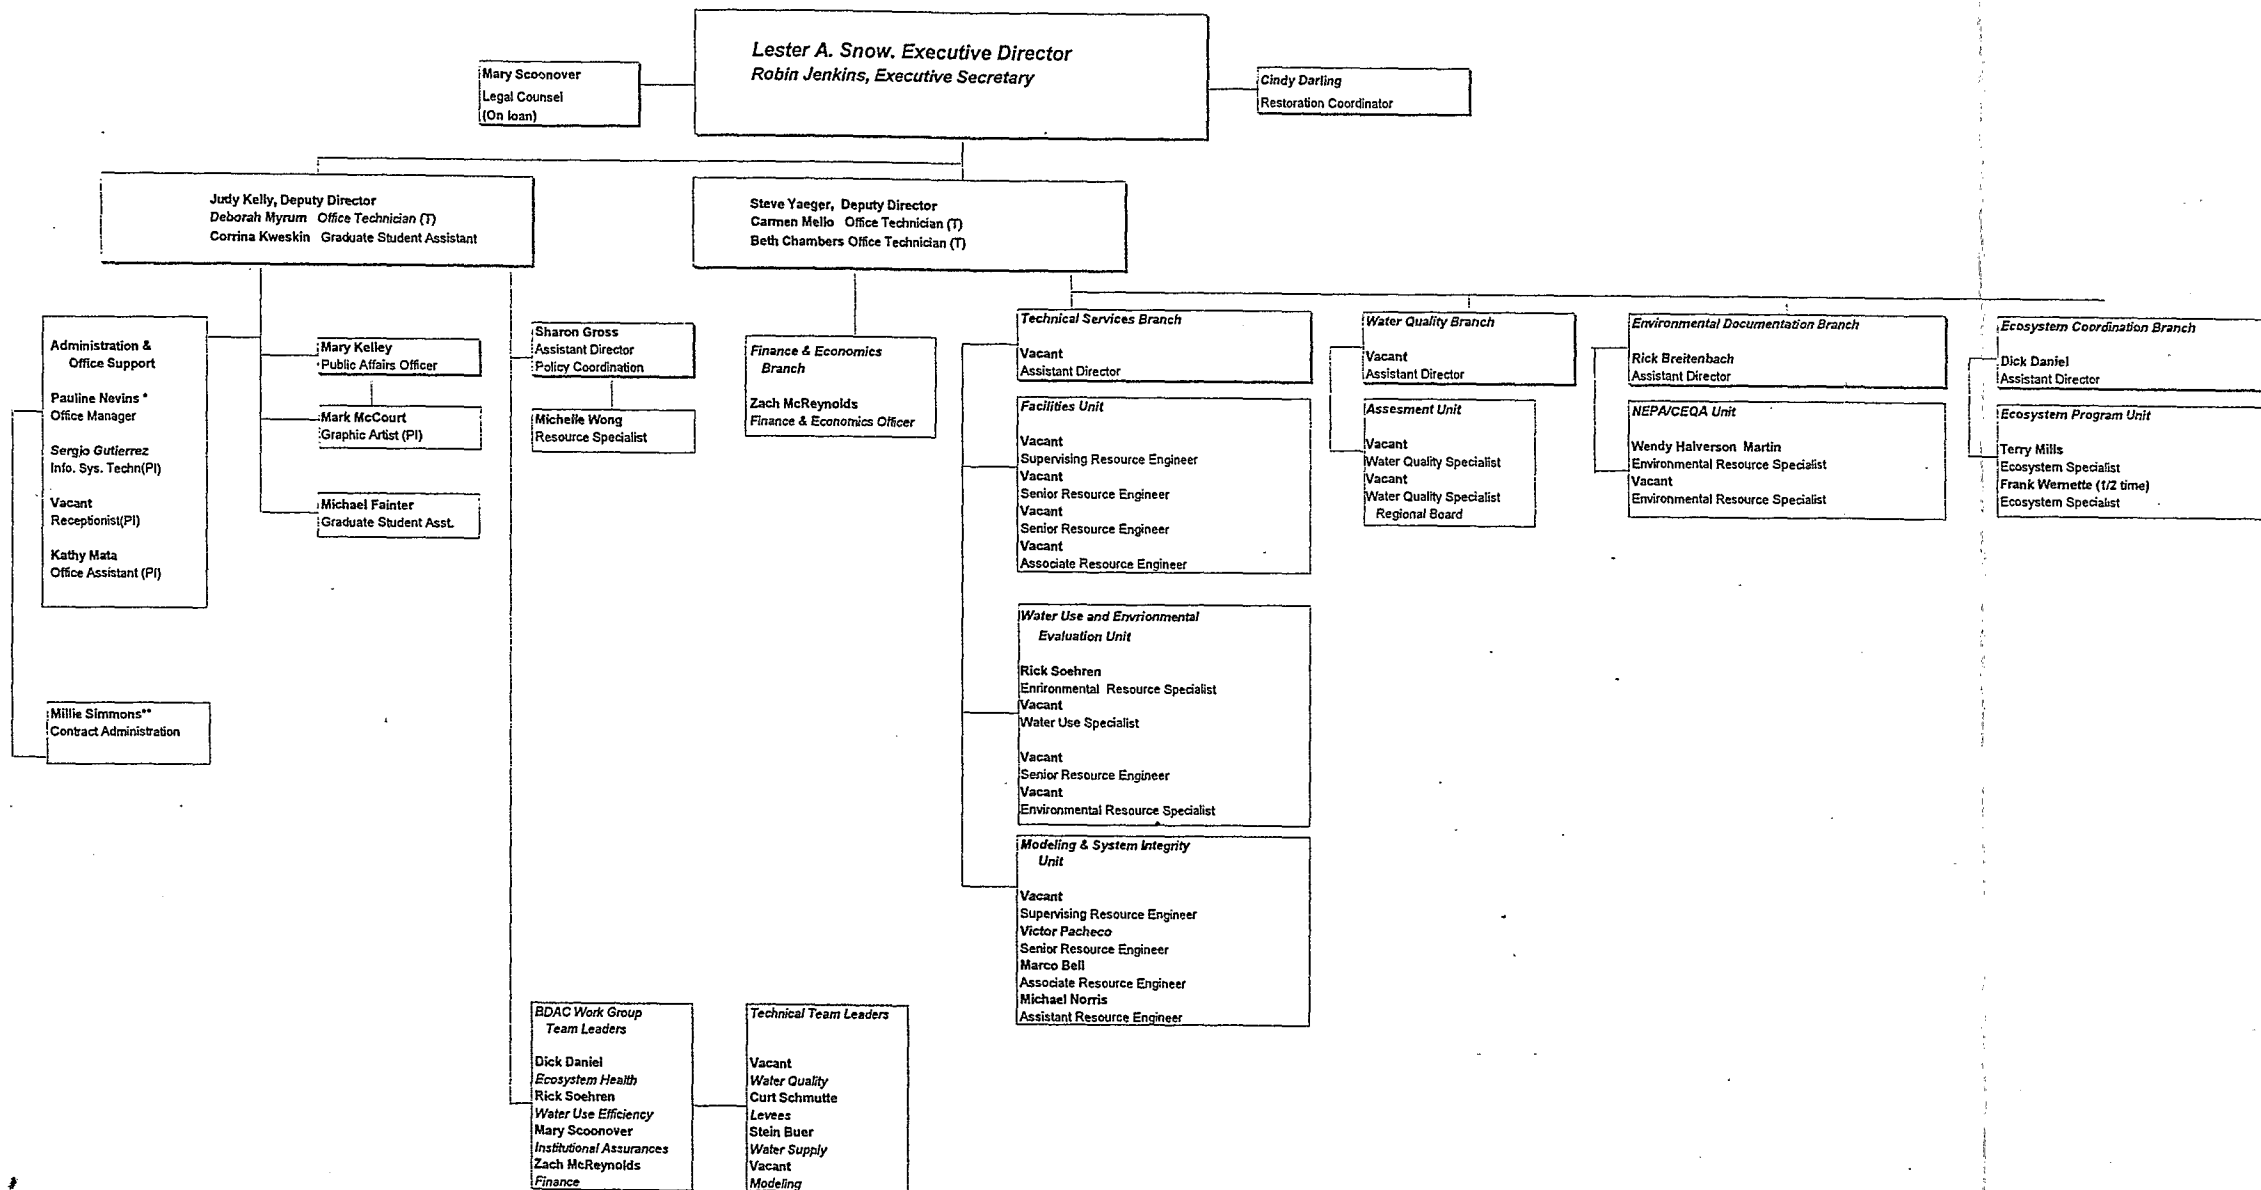 Lester A. Snow. Executive Director
Robin Jenkins, Executive Secretary
Mary Scoonover
Legal Counsel
(On loan)
Cindy Darling
Restoration Coordinator
Judy Kelly, Deputy Director
Deborah Myrum Office Technician (T)
Corrina Kweskin Graduate Student Assistant
Steve Yaeger, Deputy Director
Carmen Mello Office Technician (T)
Beth Chambers Office Technician (T)
Administration &
Office Support
Pauline Nevins *
Office Manager
Sergio Gutierrez
Info. Sys. Techn(PI)
Vacant
Receptionist(PI)
Kathy Mata
Office Assistant (PI)
Millie Simmons**
Contract Administration
Mary Kelley
Public Affairs Officer
Mark McCourt
Graphic Artist (PI)
Michael Fainter
Graduate Student Asst.
Sharon Gross
Assistant Director
Policy Coordination
Michelle Wong
Resource Specialist
Finance & Economics
Branch
Zach McReynolds
Finance & Economics Officer
Technical Services Branch
Vacant
Assistant Director
Facilities Unit
Vacant
Supervising Resource Engineer
Vacant
Senior Resource Engineer
Vacant
Senior Resource Engineer
Vacant
Associate Resource Engineer
Water Use and Envrionmental
Evaluation Unit
Rick Soehren
Enrironmental Resource Specialist
Vacant
Water Use Specialist
Vacant
Senior Resource Engineer
Vacant
Environmental Resource Specialist
Modeling & System Integrity
Unit
Vacant
Supervising Resource Engineer
Victor Pacheco
Senior Resource Engineer
Marco Bell
Associate Resource Engineer
Michael Norris
Assistant Resource Engineer
Water Quality Branch
Vacant
Assistant Director
Assesment Unit
Vacant
Water Quality Specialist
Vacant
Water Quality Specialist
Regional Board
Environmental Documentation Branch
Rick Breitenbach
Assistant Director
NEPA/CEQA Unit
Wendy Halverson Martin
Environmental Resource Specialist
Vacant
Environmental Resource Specialist
Ecosystem Coordination Branch
Dick Daniel
Assistant Director
Ecosystem Program Unit
Terry Mills
Ecosystem Specialist
Frank Wernette (1/2 time)
Ecosystem Specialist
BDAC Work Group
Team Leaders
Dick Daniel
Ecosystem Health
Rick Soehren
Water Use Efficiency
Mary Scoonover
Institutional Assurances
Zach McReynolds
Finance
Technical Team Leaders
Vacant
Water Quality
Curt Schmutte
Levees
Stein Buer
Water Supply
Vacant
Modeling